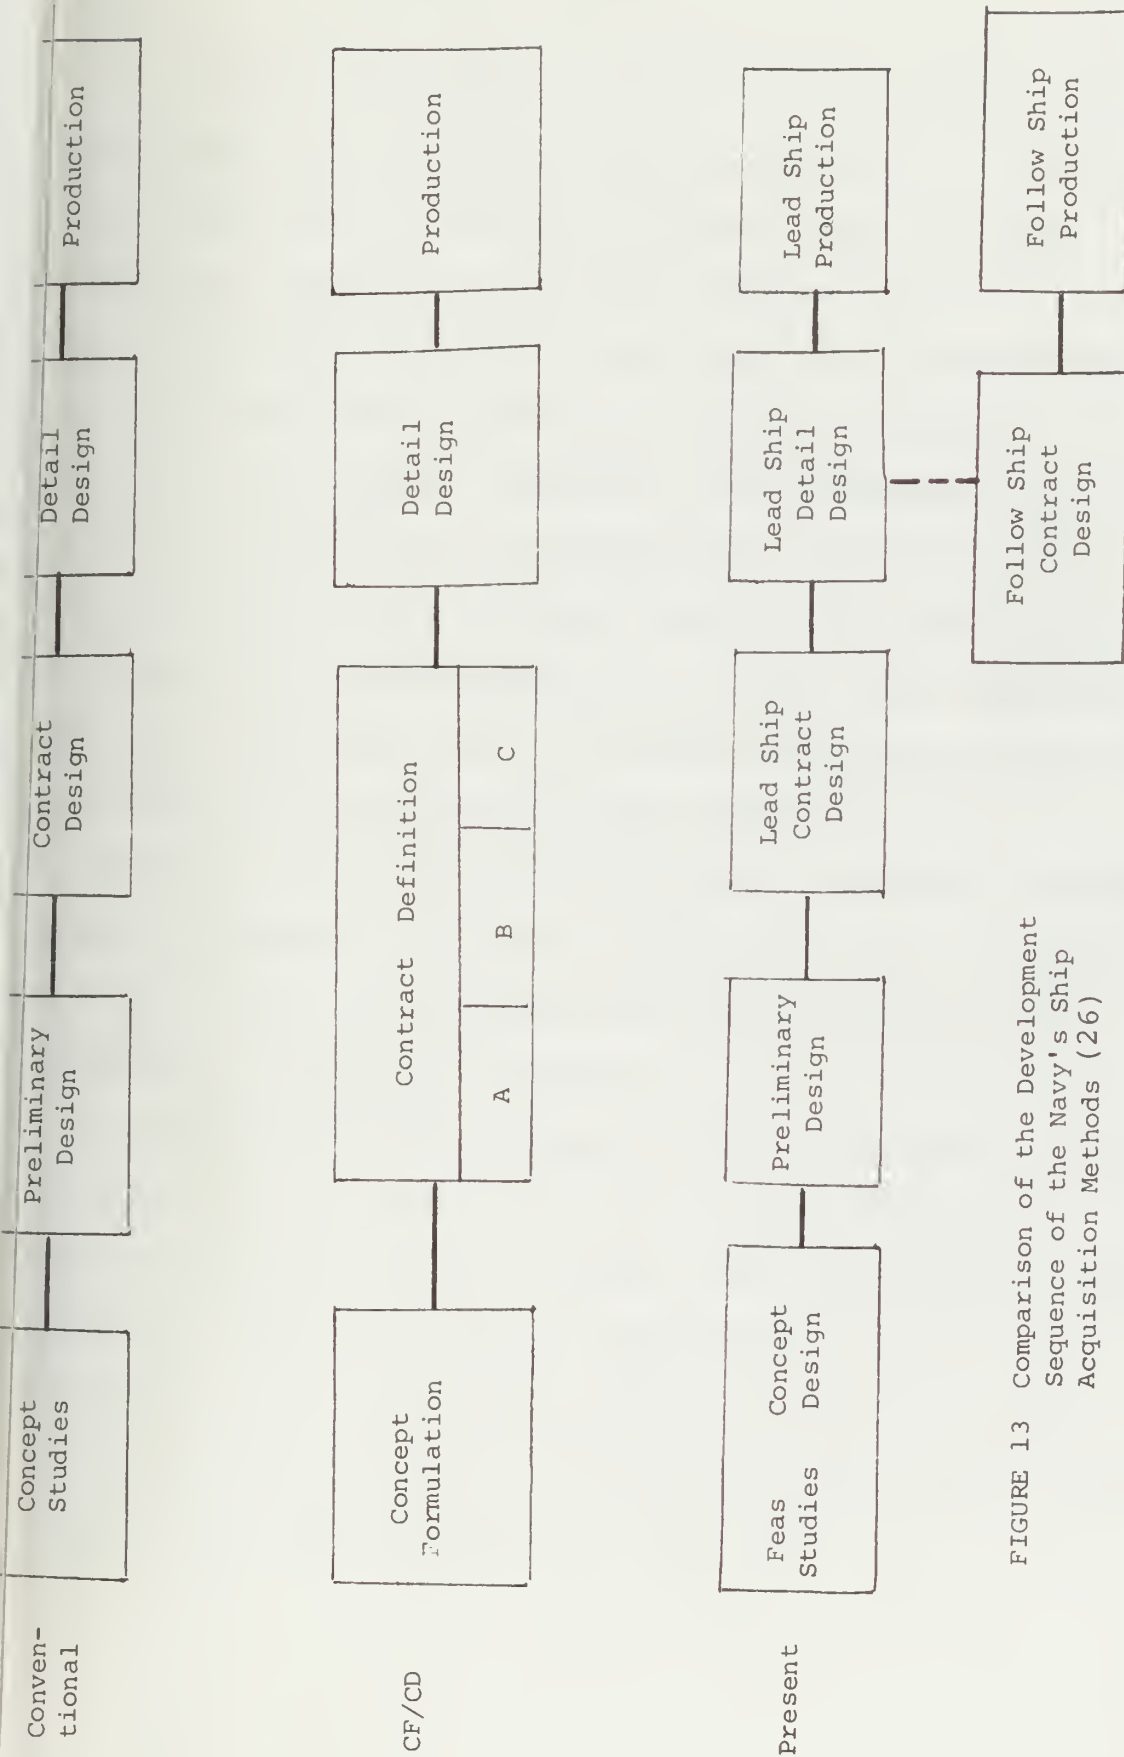 Conven-
tional
Concept
Studies
Preliminary
Design
Contract
Design
Detail
Design
Production
CF/CD
Concept
Formulation
Contract Definition
A
B
C
Detail
Design
Production
Present
Feas
Studies
Concept
Design
Preliminary
Design
Lead Ship
Contract
Design
Lead Ship
Detail
Design
Lead Ship
Production
Follow Ship
Contract
Design
Follow Ship
Production
FIGURE 13 Comparison of the Development
Sequence of the Navy's Ship
Acquisition Methods (26)